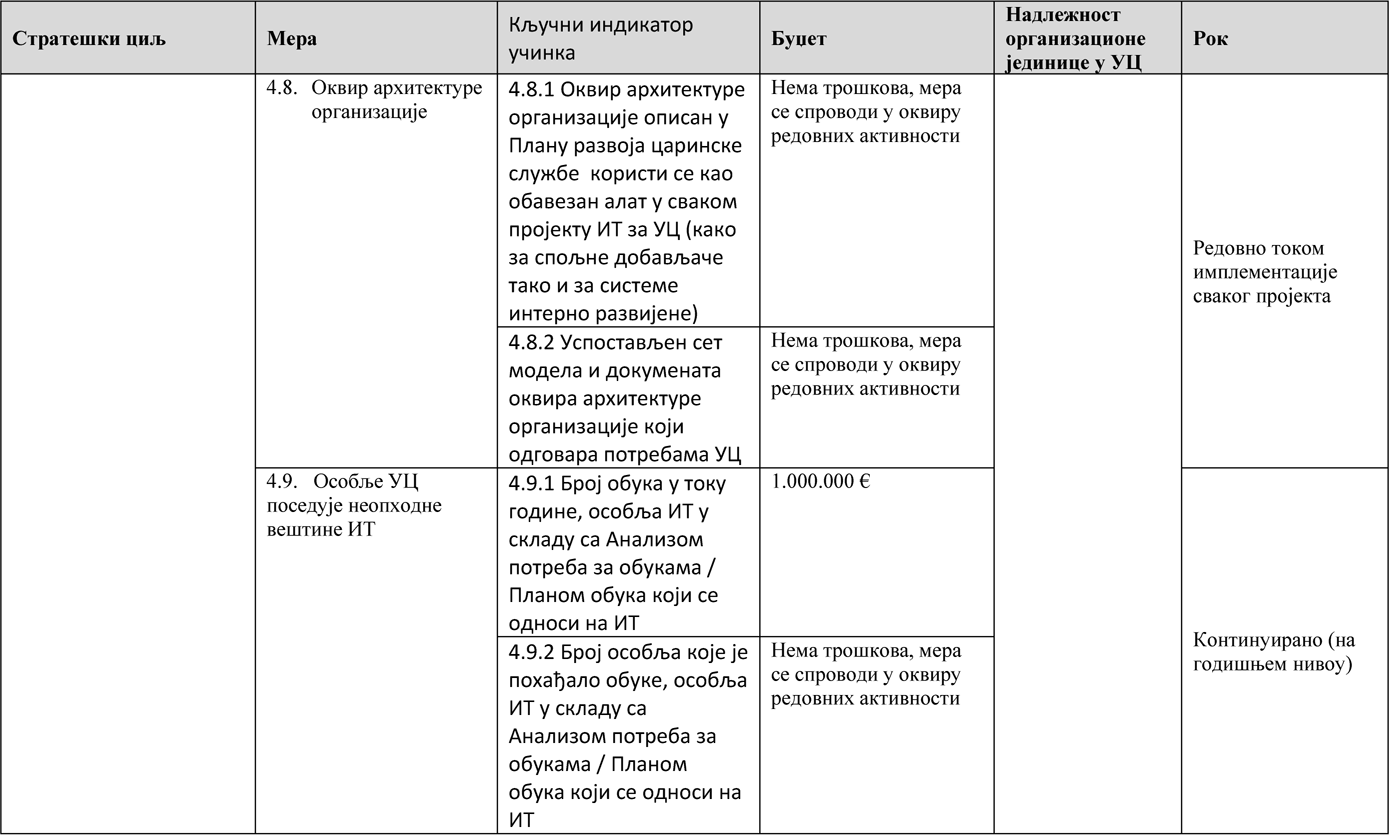 Стратешки циљ
Мера
Кључни индикатор
учинка
Буџет
Надлежност
организационе
јединице у УЦ
Рок
4.8. Оквир архитектуре
организације
4.8.1 Оквир архитектуре
организације описан у
Плану развоја царинске
службе користи се као
обавезан алат у сваком
пројекту ИТ за УЦ (како
за спољне добављаче
тако и за системе
интерно развијене)
Нема трошкова, мера
се спроводи у оквиру
редовних активности
Редовно током
имплементације
сваког пројекта
4.8.2 Успостављен сет
модела и докумената
оквира архитектуре
организације који
одговара потребама УЦ
Нема трошкова, мера
се спроводи у оквиру
редовних активности
4.9. Особље УЦ
поседује неопходне
вештине ИТ
4.9.1 Број обука у току
године, особља ИТ у
складу са Анализом
потреба за обукама /
Планом обука који се
односи на ИТ
1.000.000 €
Континуирано (на
годишњем нивоу)
4.9.2 Број особља које је
похађало обуке, особља
ИТ у складу са
Анализом потреба за
обукама / Планом
обука који се односи на
ИТ
Нема трошкова, мера
се спроводи у оквиру
редовних активности